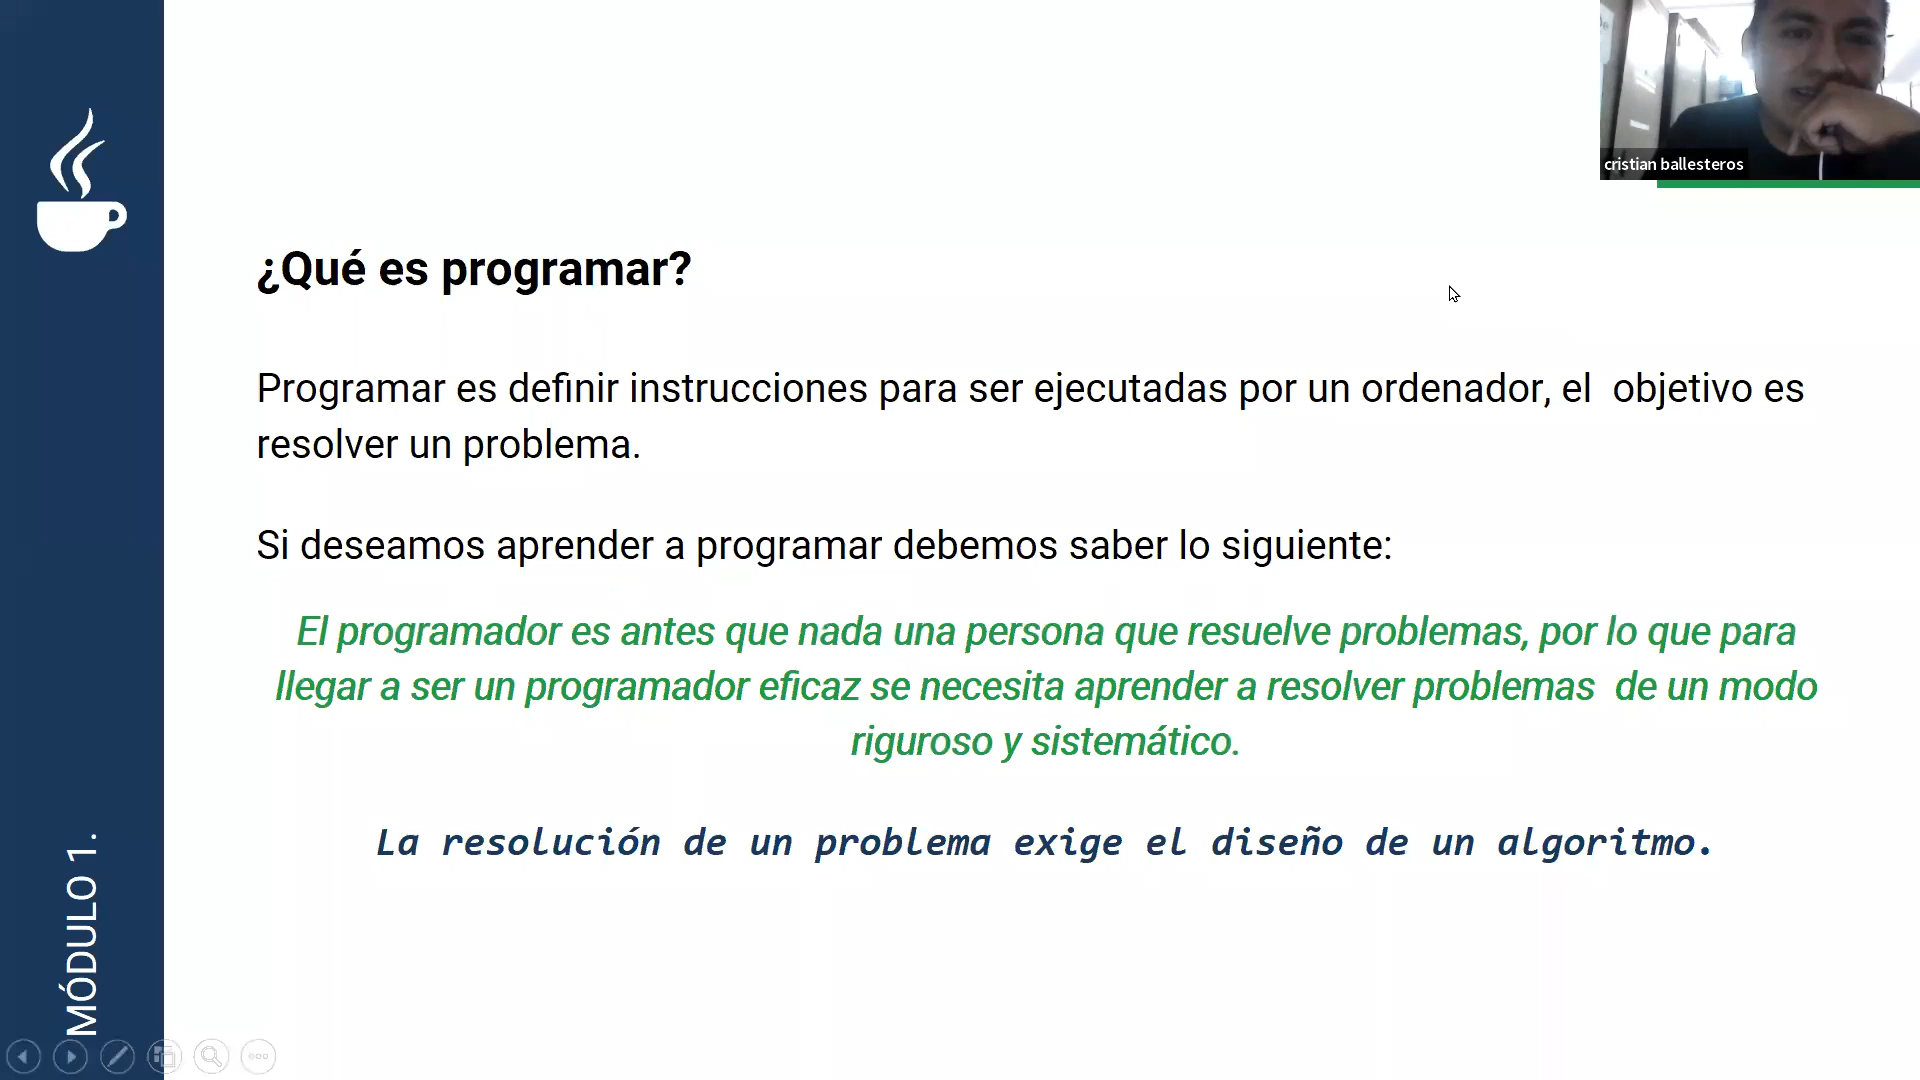 cristian ballesteros
¿Qué es programar?
Programar es definir instrucciones para ser ejecutadas por un ordenador, el  objetivo es
resolver un problema.
Si deseamos aprender a programar debemos saber lo siguiente:
El programador es antes que nada una persona que resuelve problemas, por lo que para
llegar a ser un programador eficaz se necesita aprender a resolver problemas  de un modo
riguroso y sistemático.
La resolución de un problema exige el diseño de un algoritmo.
MÓDULO 1.